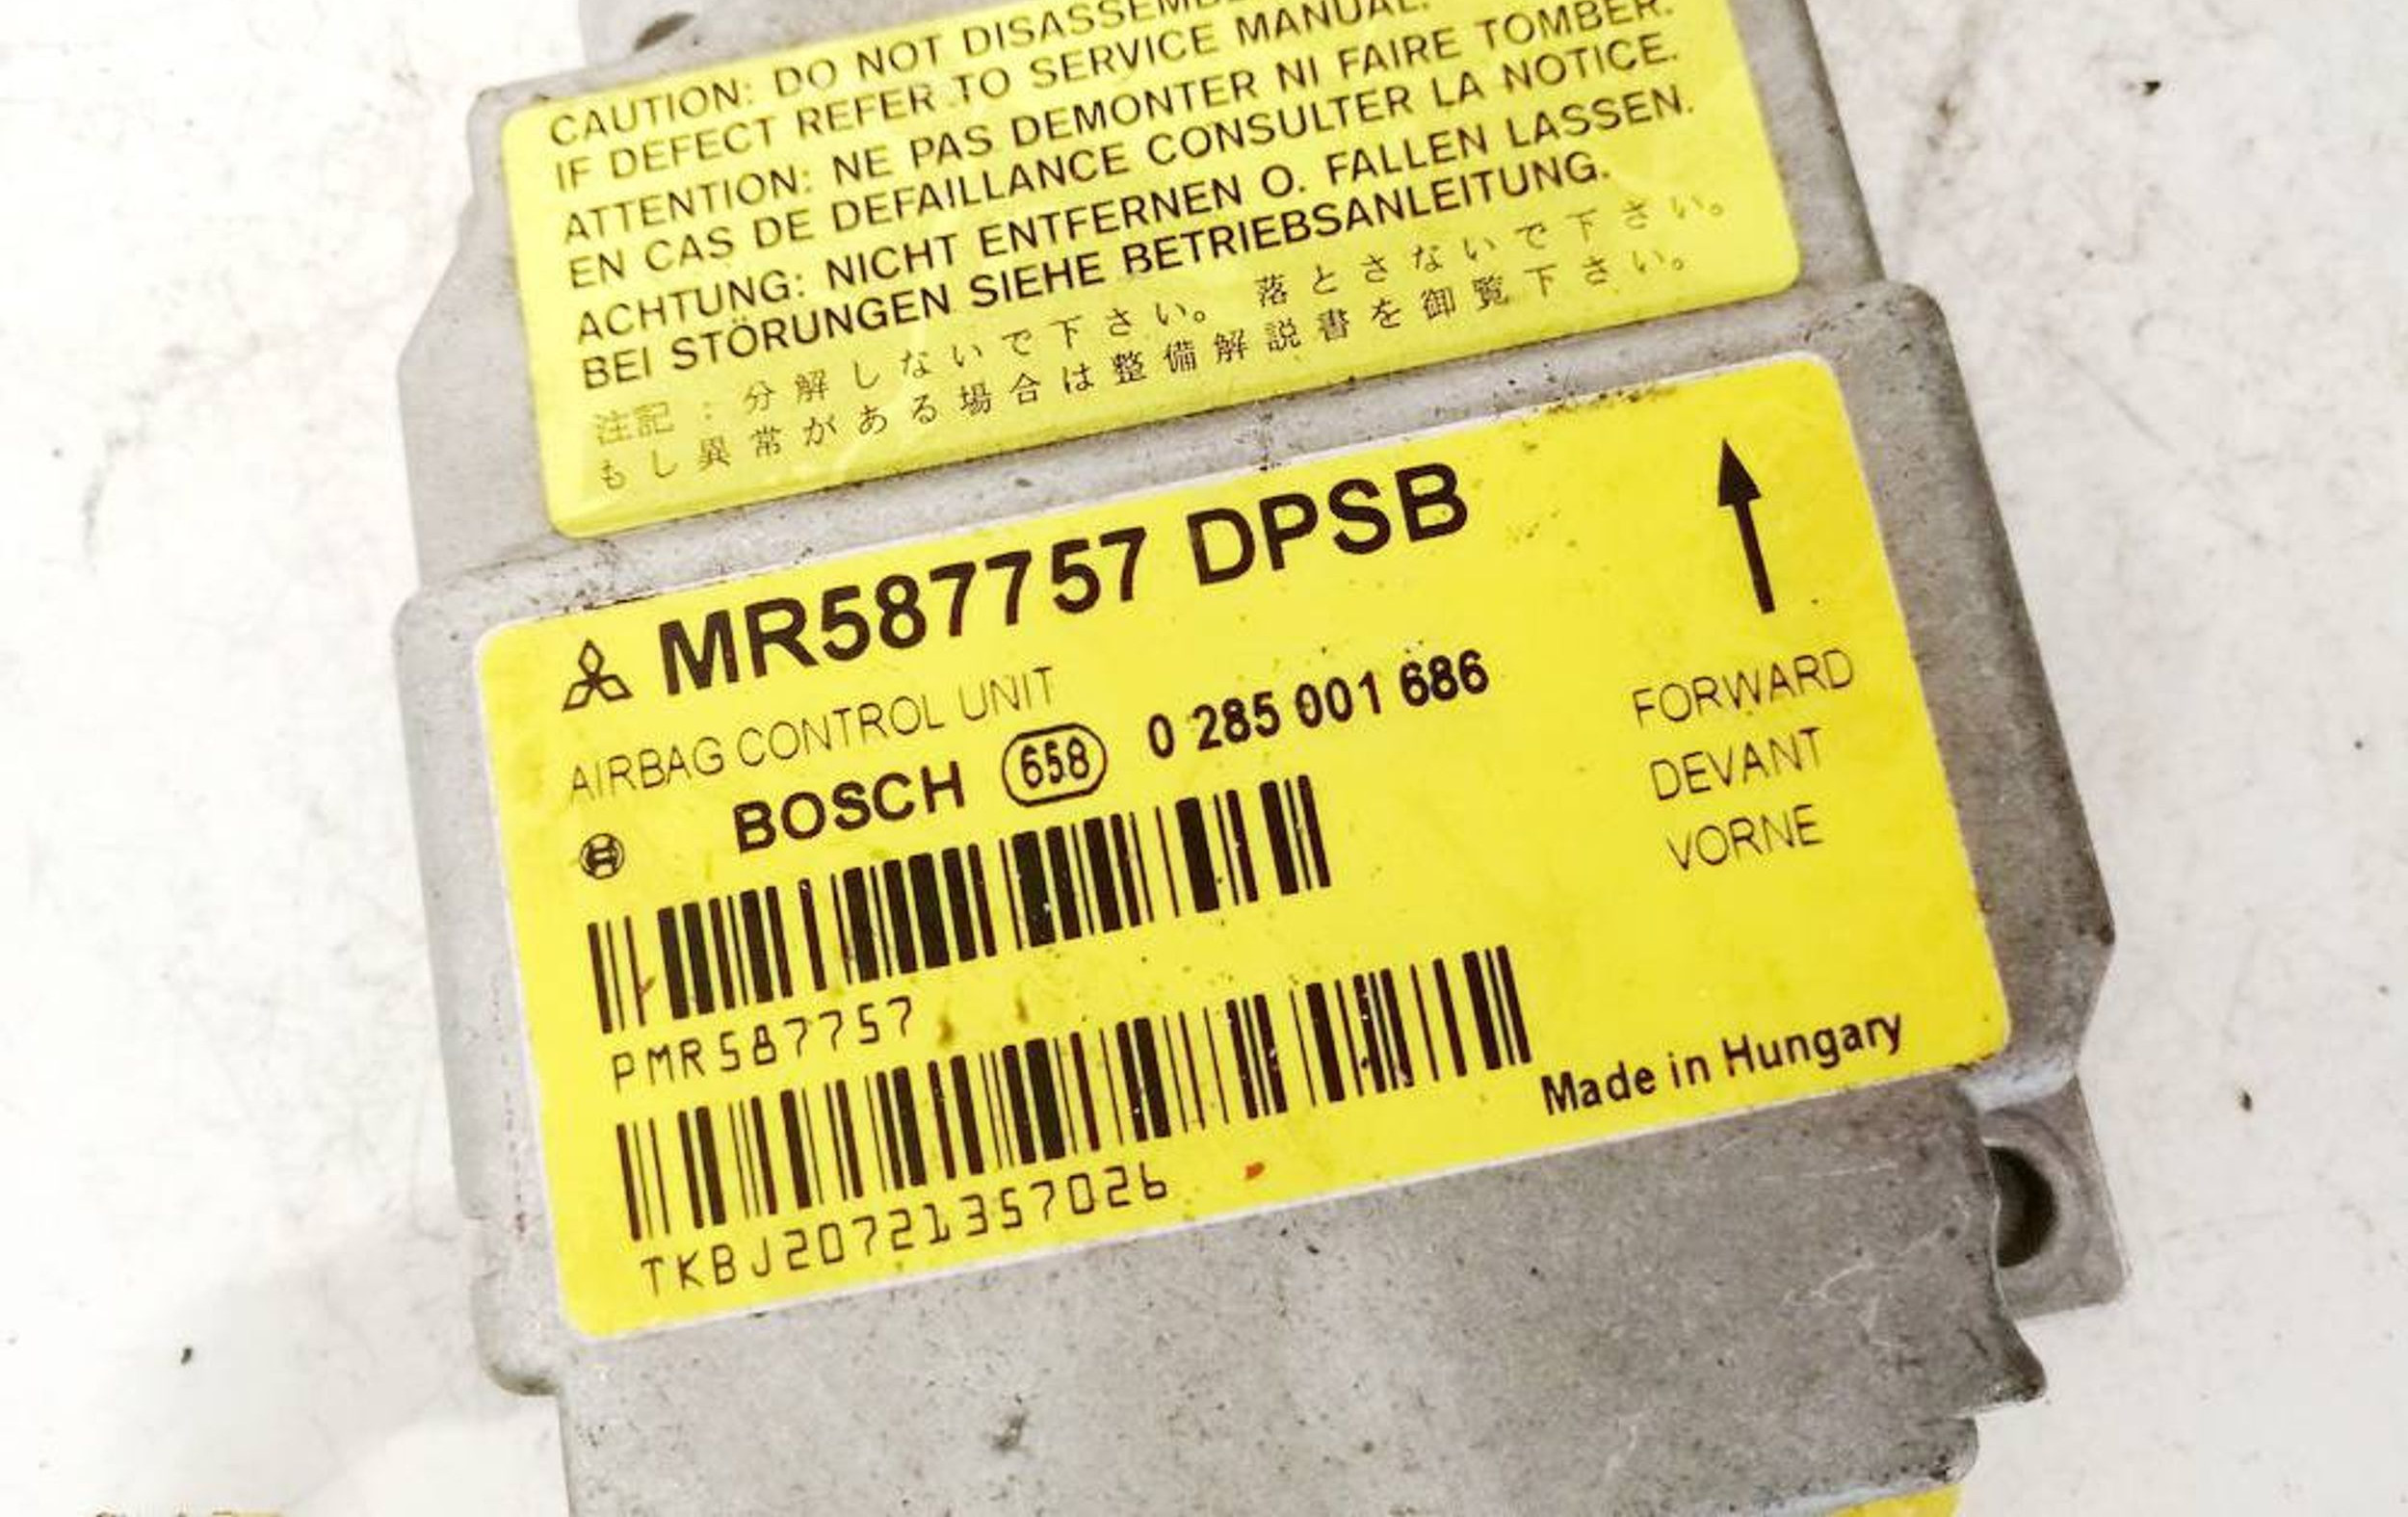 CAUTION: DO NOT
IF DEFECT REFER TO SERVICE MANUAL.
ATTENTION: NE PAS DEMONTER NI FAIRE TOMBER.
EN CAS DE DEFAILLANCE CONSULTER LA NOTICE.
ACHTUNG: NICHT ENTFERNEN O. FALLEN LASSEN.
BEI STÖRUNGEN SIEHE BETRIEBSANLEITUNG.
注記：分解しないで下さい。落とさないで下さい。
もし異常がある場合は整備解説書を御覧下さい。
MR587757 DPSB
AIRBAG CONTROL UNIT
BOSCH 658 0 285 001 686
FORWARD
DEVANT
VORNE
PMR587757
TKBJ20721357026
Made in Hungary